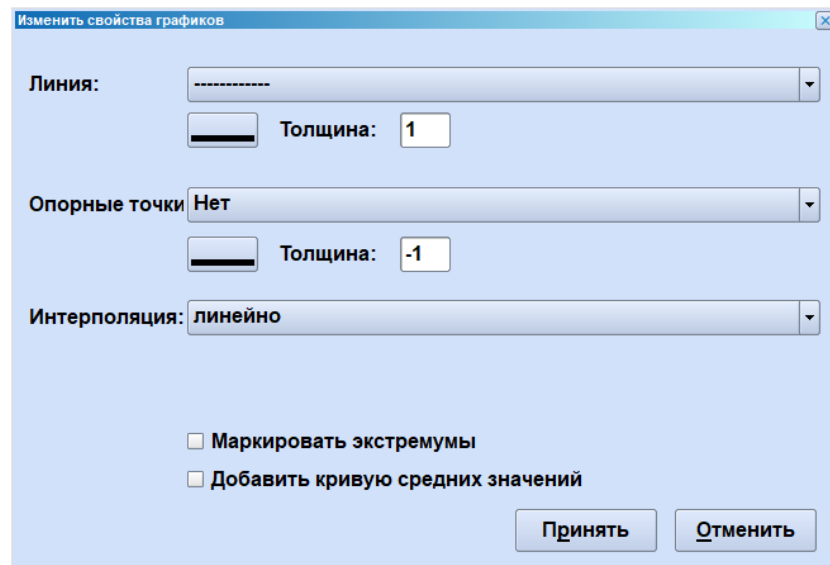 Изменить свойства графиков
Линия:
------------
Толщина: 1
Опорные точки Нет
Толщина: -1
Интерполяция: линейно
Маркировать экстремумы
Добавить кривую средних значений
Принять Отменить